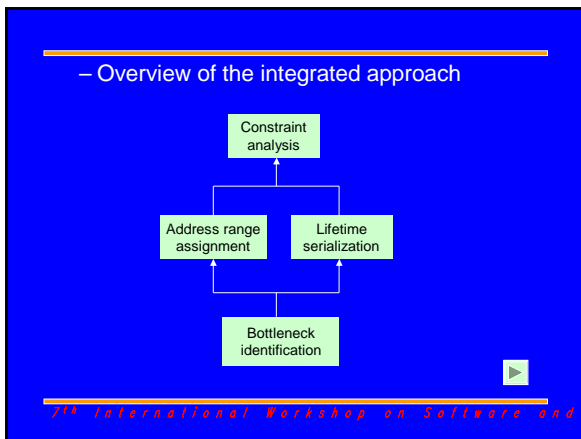 – Overview of the integrated approach
Constraint
analysis
Address range
assignment
Lifetime
serialization
Bottleneck
identification
7th International Workshop on Software and